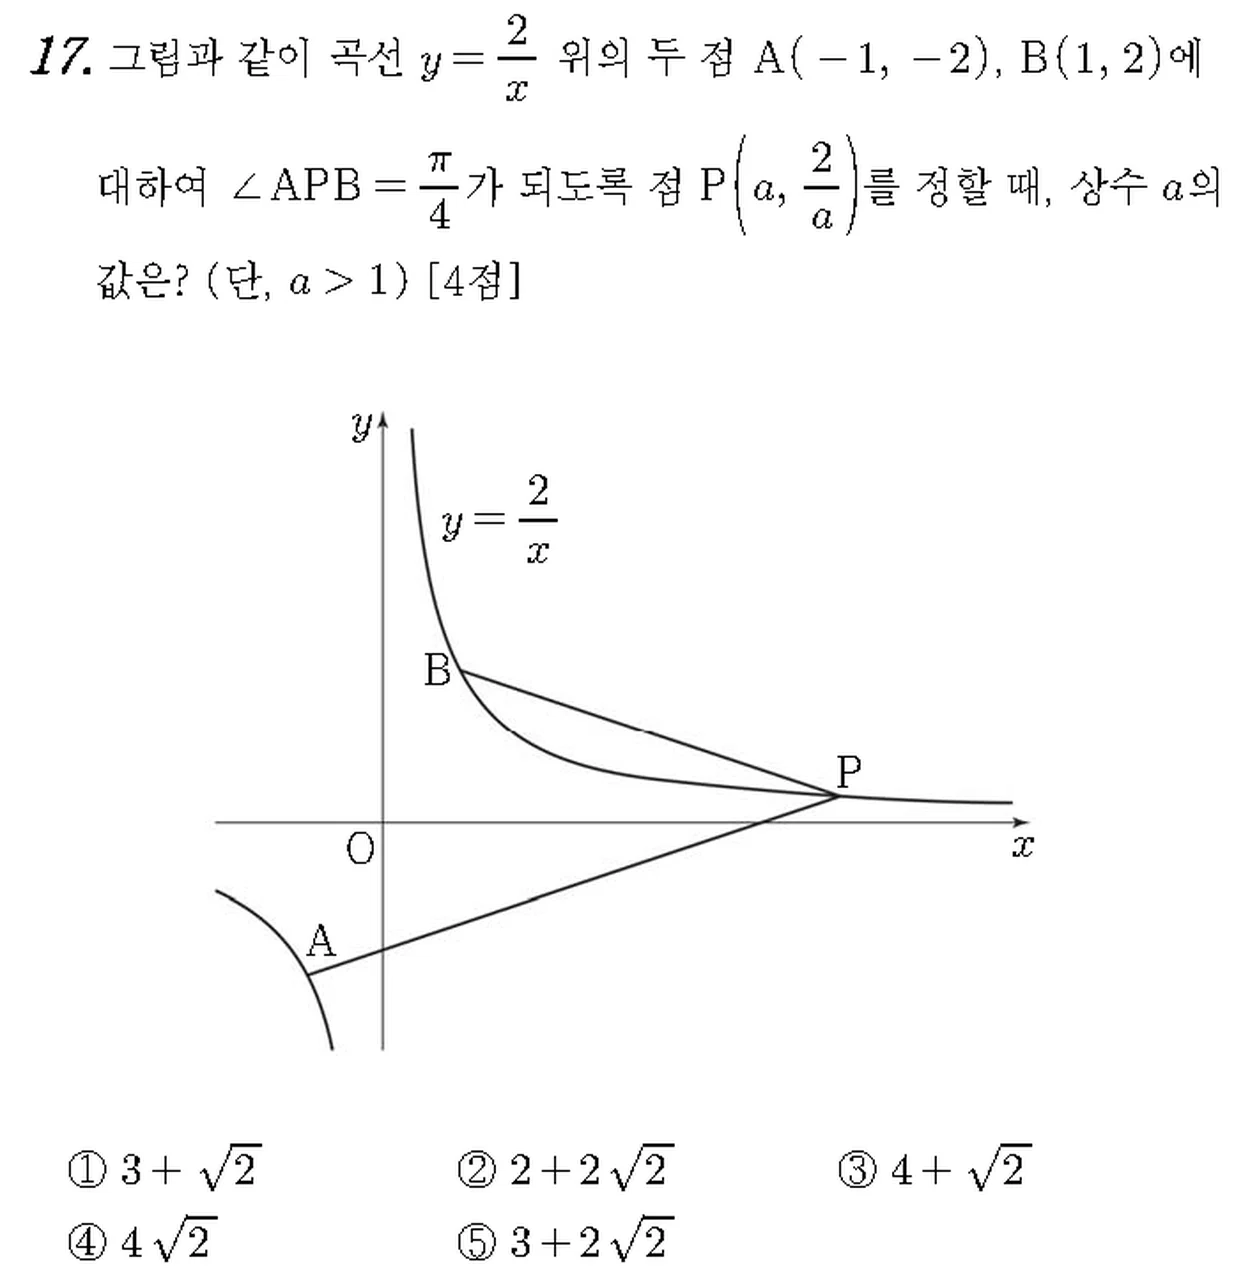 17. 그림과 같이 곡선 y = 2/x 위의 두 점 A(-1, -2), B(1, 2)에
대하여 ∠APB = π/4가 되도록 점 P(a, 2/a)를 정할 때, 상수 a의
값은? (단, a > 1) [4점]
y
y = 2/x
B
P
O
x
A
① 3 + √2 ② 2 + 2√2 ③ 4 + √2
④ 4√2 ⑤ 3 + 2√2